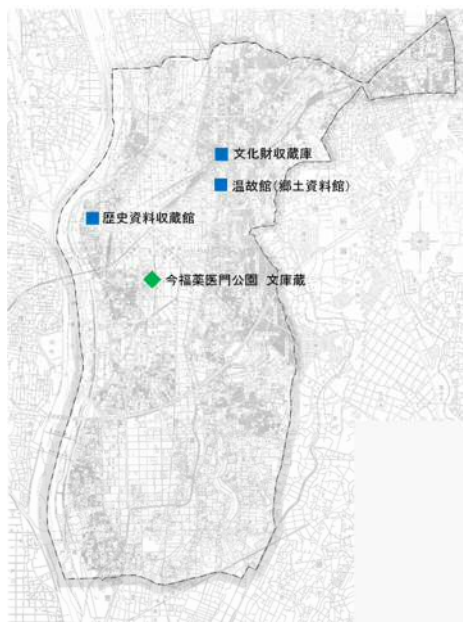 文化財収蔵庫
温故館(郷土資料館)
歴史資料収蔵館
今福薬医門公園 文庫蔵